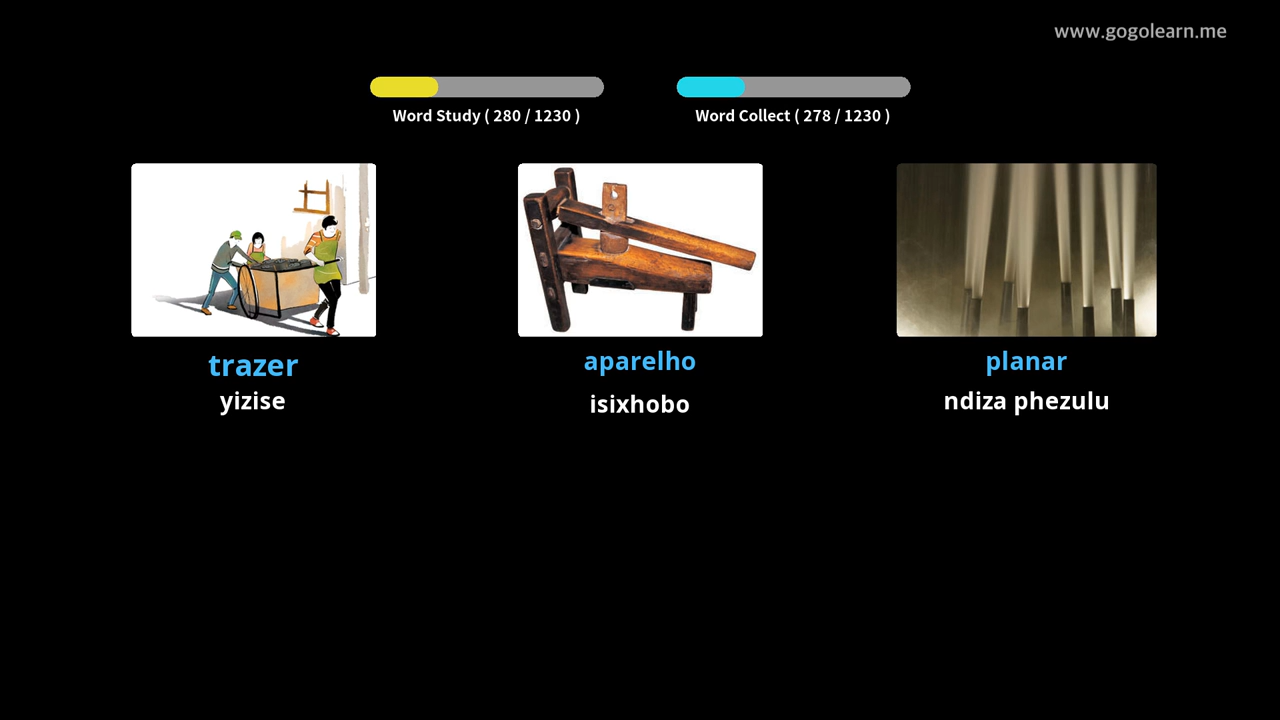 www.gogolearn.me
Word Study ( 280 / 1230 )
Word Collect ( 278 / 1230 )
trazer
yizise
aparelho
isixhobo
planar
ndiza phezulu